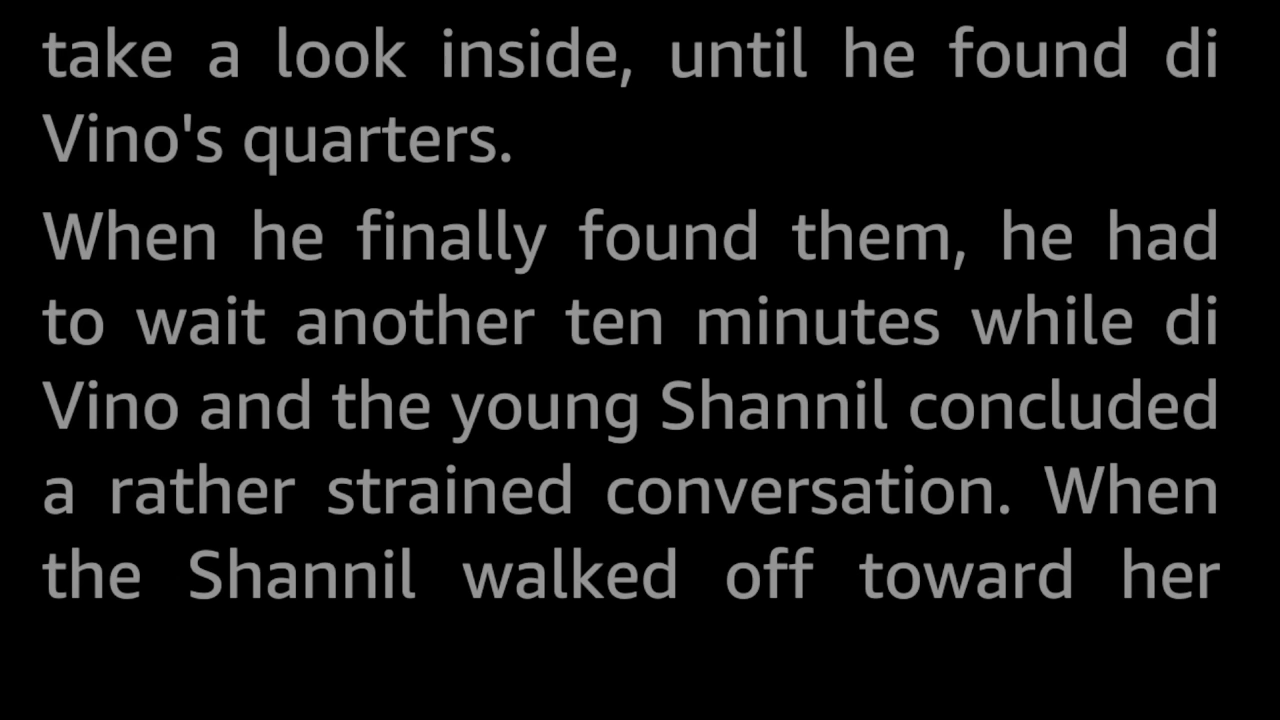 take a look inside, until he found di
Vino's quarters.
When he finally found them, he had
to wait another ten minutes while di
Vino and the young Shannil concluded
a rather strained conversation. When
the Shannil walked off toward her